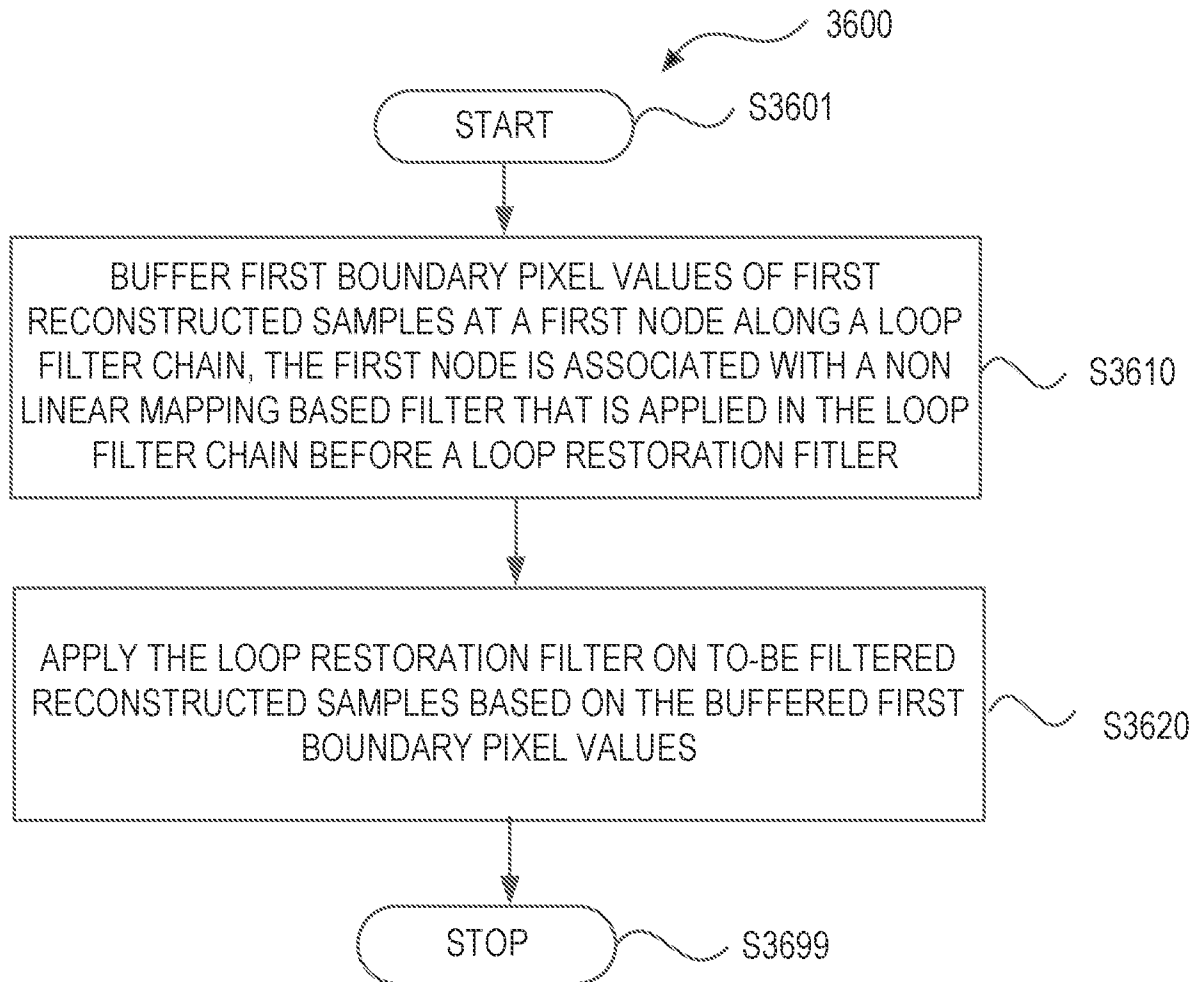 3600
START
S3601
BUFFER FIRST BOUNDARY PIXEL VALUES OF FIRST
RECONSTRUCTED SAMPLES AT A FIRST NODE ALONG A LOOP
FILTER CHAIN, THE FIRST NODE IS ASSOCIATED WITH A NON
LINEAR MAPPING BASED FILTER THAT IS APPLIED IN THE LOOP
FILTER CHAIN BEFORE A LOOP RESTORATION FITLER
S3610
APPLY THE LOOP RESTORATION FILTER ON TO-BE FILTERED
RECONSTRUCTED SAMPLES BASED ON THE BUFFERED FIRST
BOUNDARY PIXEL VALUES
S3620
STOP
S3699